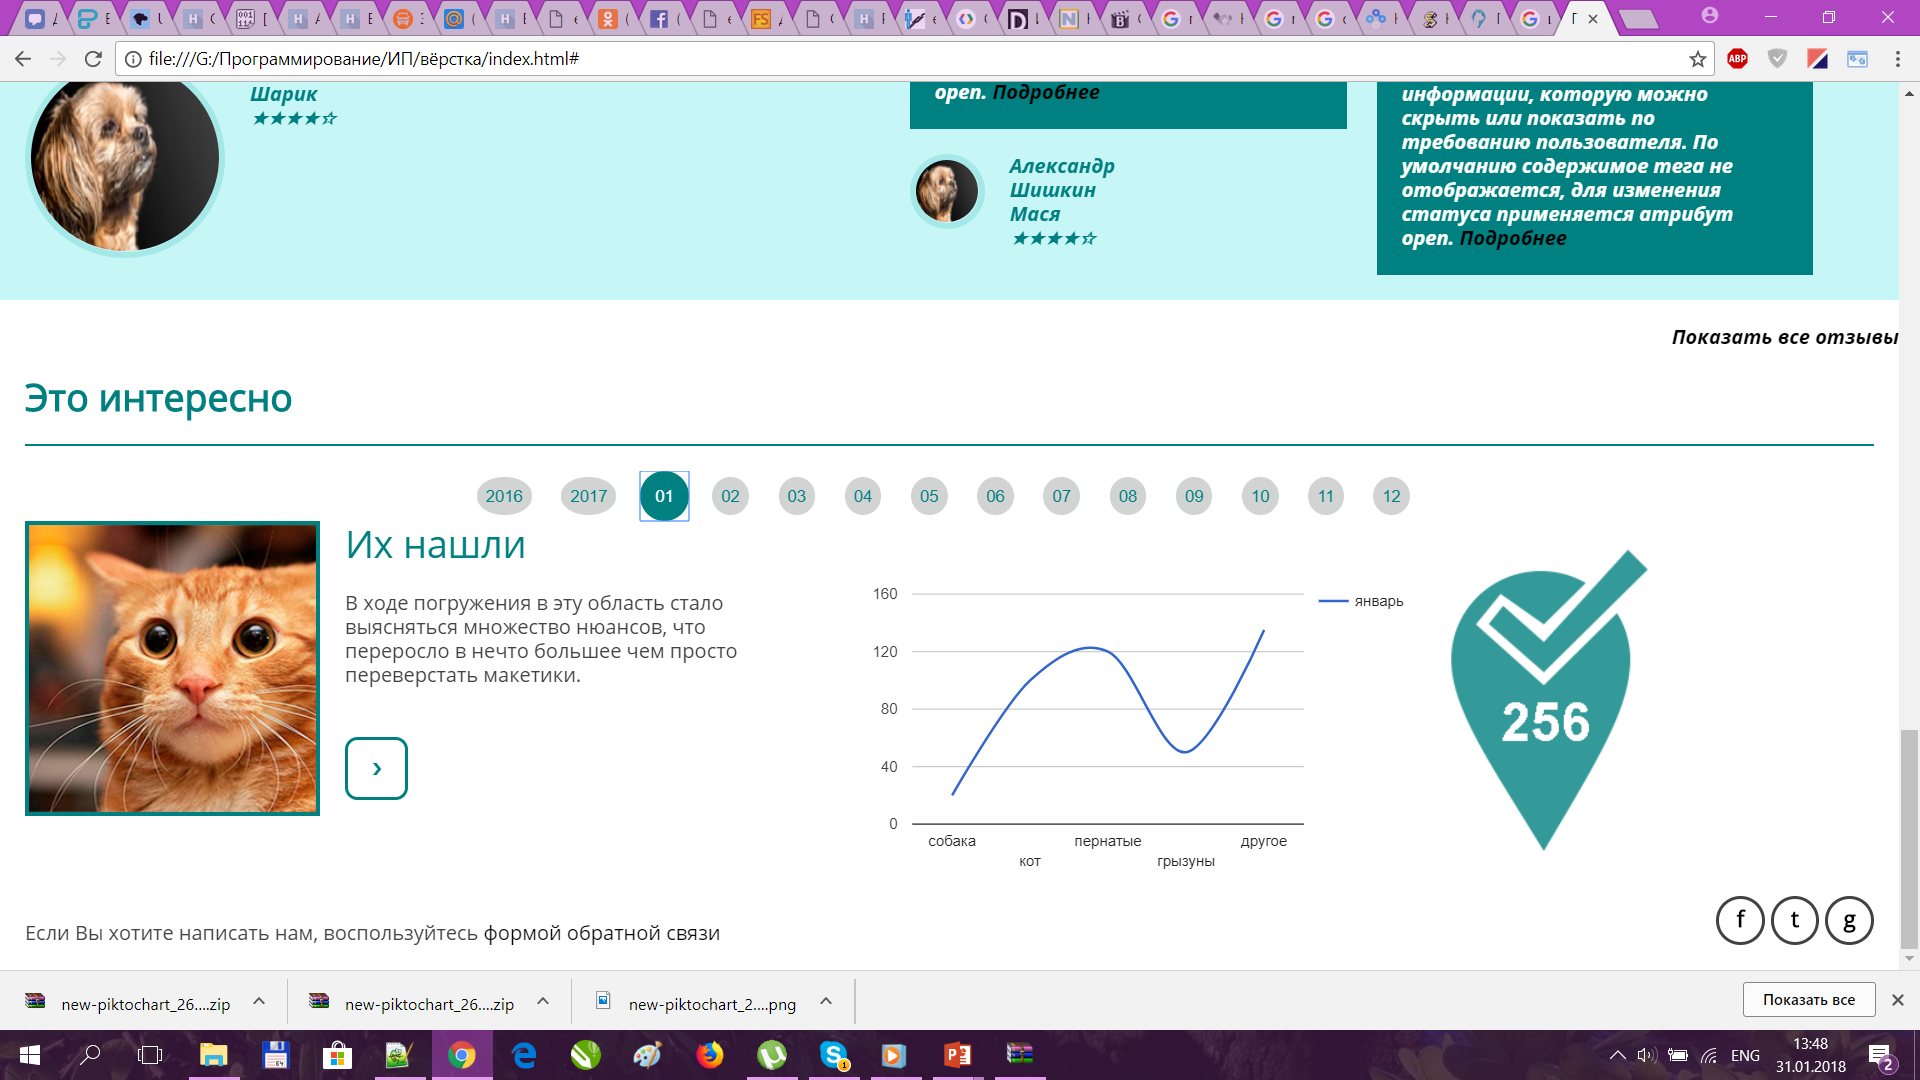 file:///G:/Программирование/ИП/вёрстка/index.html#
ABP
Шарик
★★★★☆
open. Подробнее
Александр
Шишкин
Мася
★★★★☆
информации, которую можно
скрыть или показать по
требованию пользователя. По
умолчанию содержимое тега не
отображается, для изменения
статуса применяется атрибут
open. Подробнее
Показать все отзывы
Это интересно
2016 2017 01 02 03 04 05 06 07 08 09 10 11 12
Их нашли
В ходе погружения в эту область стало
выясняться множество нюансов, что
переросло в нечто большее чем просто
переверстать макетики.
›
160
120
80
40
0
собака
кот
пернатые
грызуны
другое
январь
256
Если Вы хотите написать нам, воспользуйтесь формой обратной связи
f t g
new-piktochart_26....zip
new-piktochart_26....zip
new-piktochart_2....png
Показать все
ENG
13:48
31.01.2018
2